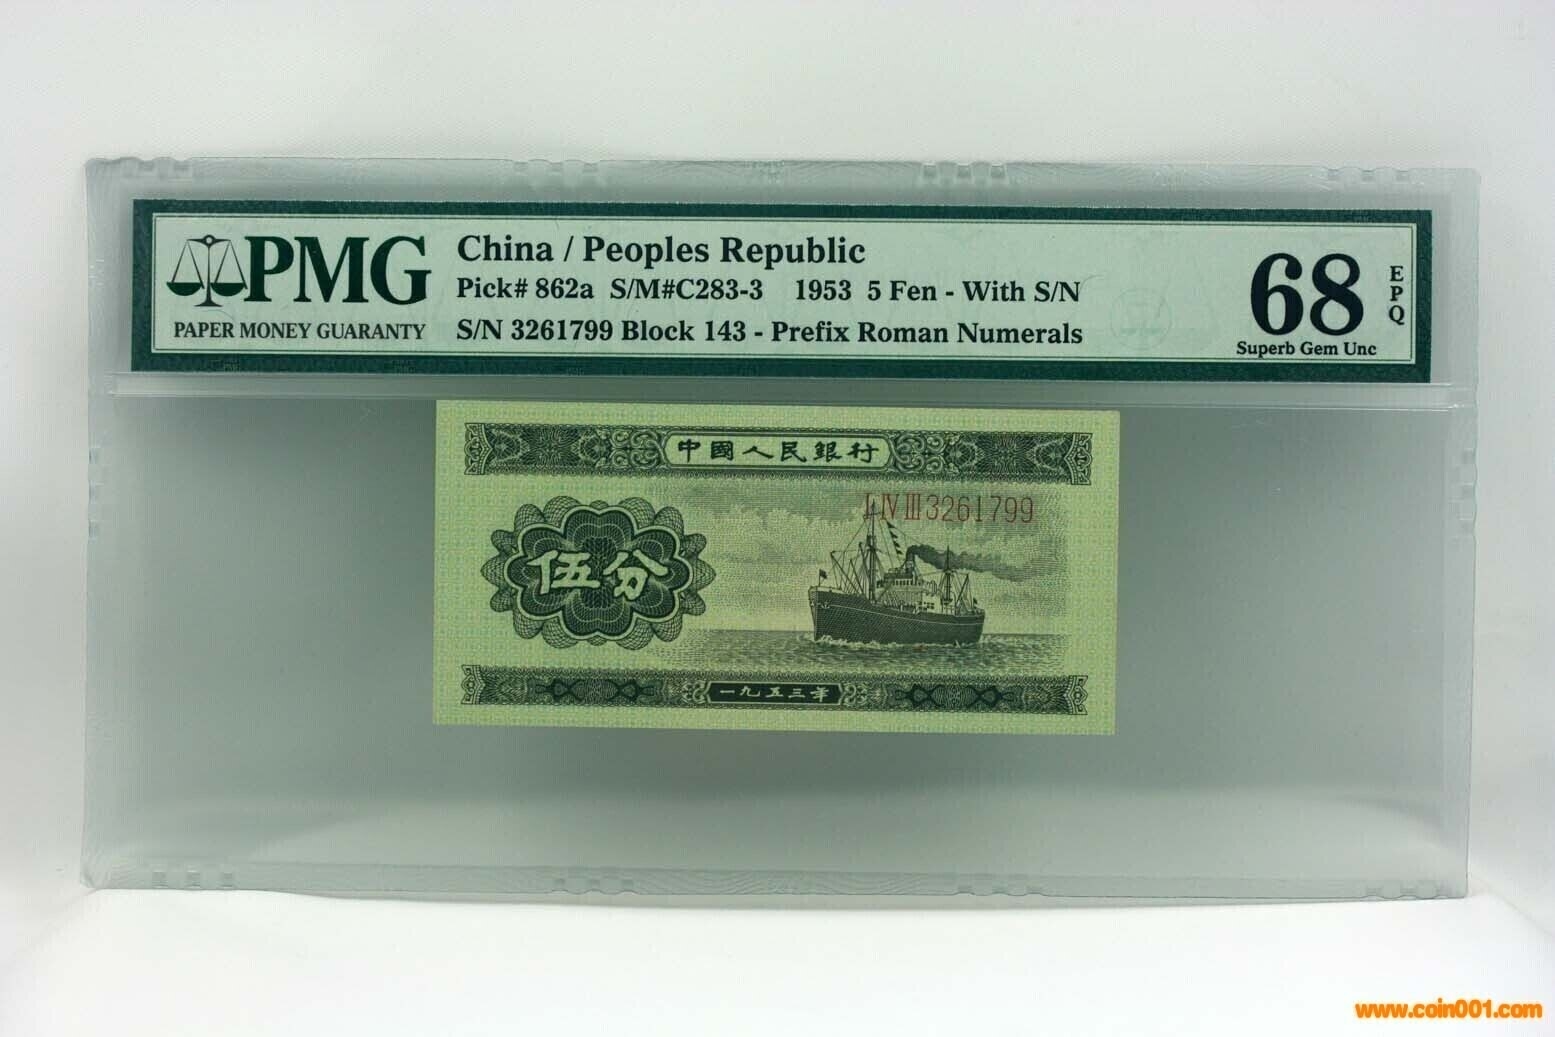 PMG
PAPER MONEY GUARANTY
China / Peoples Republic
Pick# 862a S/M#C283-3 1953 5 Fen - With S/N
S/N 3261799 Block 143 - Prefix Roman Numerals
68
EPQ
Superb Gem Unc
中國人民銀行
I IV III 3261799
伍分
一九五三年
www.coin001.com